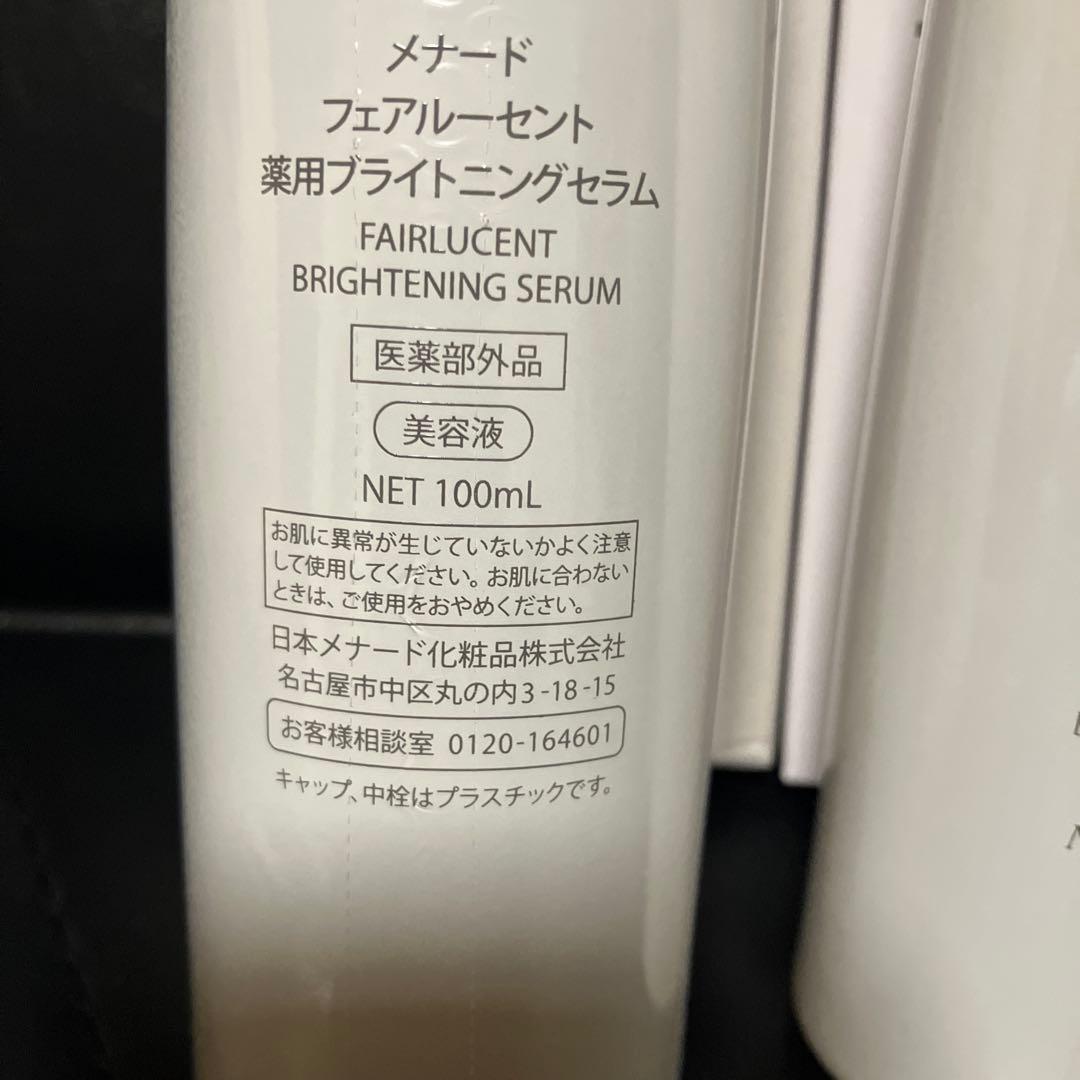 メナード
フェアルーセント
薬用ブライトニングセラム
FAIRLUCENT
BRIGHTENING SERUM
医薬部外品
美容液
NET 100mL
お肌に異常が生じていないかよく注意
して使用してください。お肌に合わない
ときは、ご使用をおやめください。
日本メナード化粧品株式会社
名古屋市中区丸の内3-18-15
お客様相談室 0120-164601
キャップ、中栓はプラスチックです。